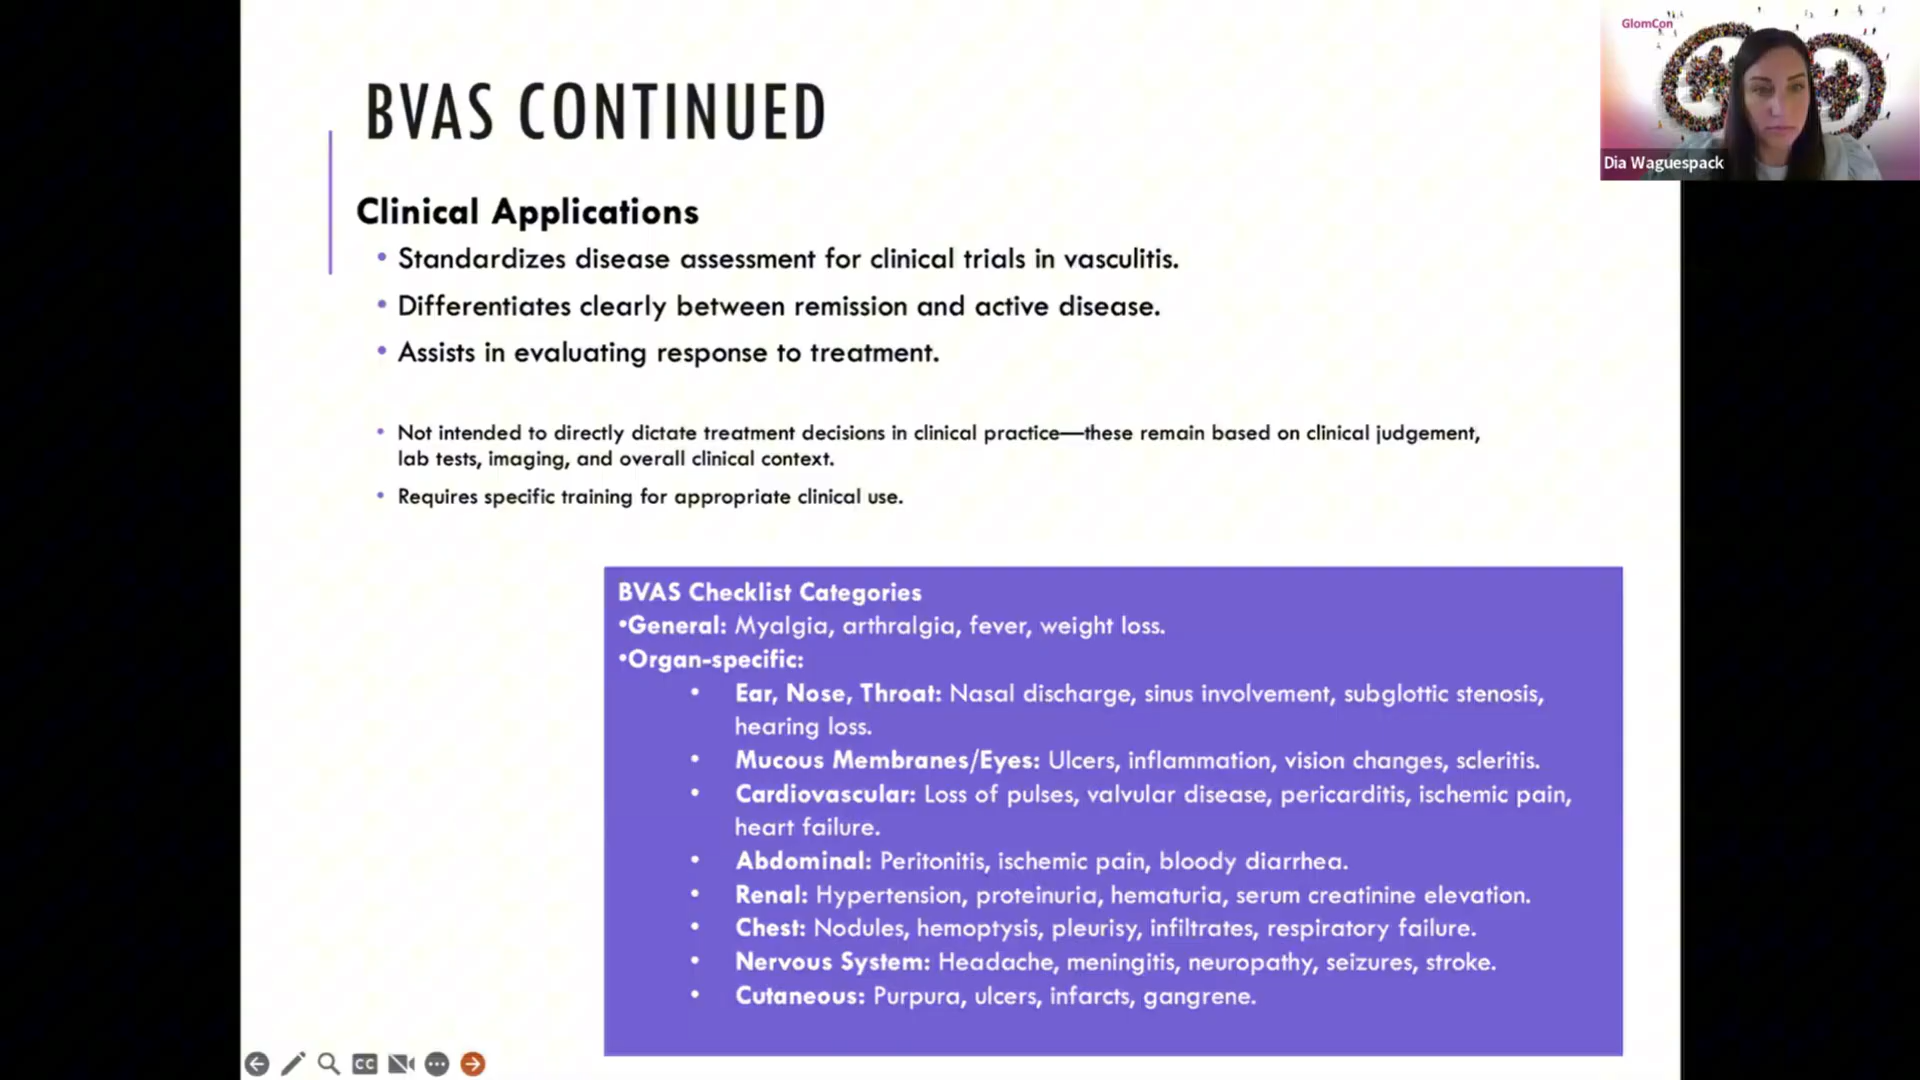 GlomCon
Dia Waguespack
BVAS CONTINUED
Clinical Applications
• Standardizes disease assessment for clinical trials in vasculitis.
• Differentiates clearly between remission and active disease.
• Assists in evaluating response to treatment.
• Not intended to directly dictate treatment decisions in clinical practice—these remain based on clinical judgement,
lab tests, imaging, and overall clinical context.
• Requires specific training for appropriate clinical use.
BVAS Checklist Categories
•General: Myalgia, arthralgia, fever, weight loss.
•Organ-specific:
• Ear, Nose, Throat: Nasal discharge, sinus involvement, subglottic stenosis,
hearing loss.
• Mucous Membranes/Eyes: Ulcers, inflammation, vision changes, scleritis.
• Cardiovascular: Loss of pulses, valvular disease, pericarditis, ischemic pain,
heart failure.
• Abdominal: Peritonitis, ischemic pain, bloody diarrhea.
• Renal: Hypertension, proteinuria, hematuria, serum creatinine elevation.
• Chest: Nodules, hemoptysis, pleurisy, infiltrates, respiratory failure.
• Nervous System: Headache, meningitis, neuropathy, seizures, stroke.
• Cutaneous: Purpura, ulcers, infarcts, gangrene.
CC